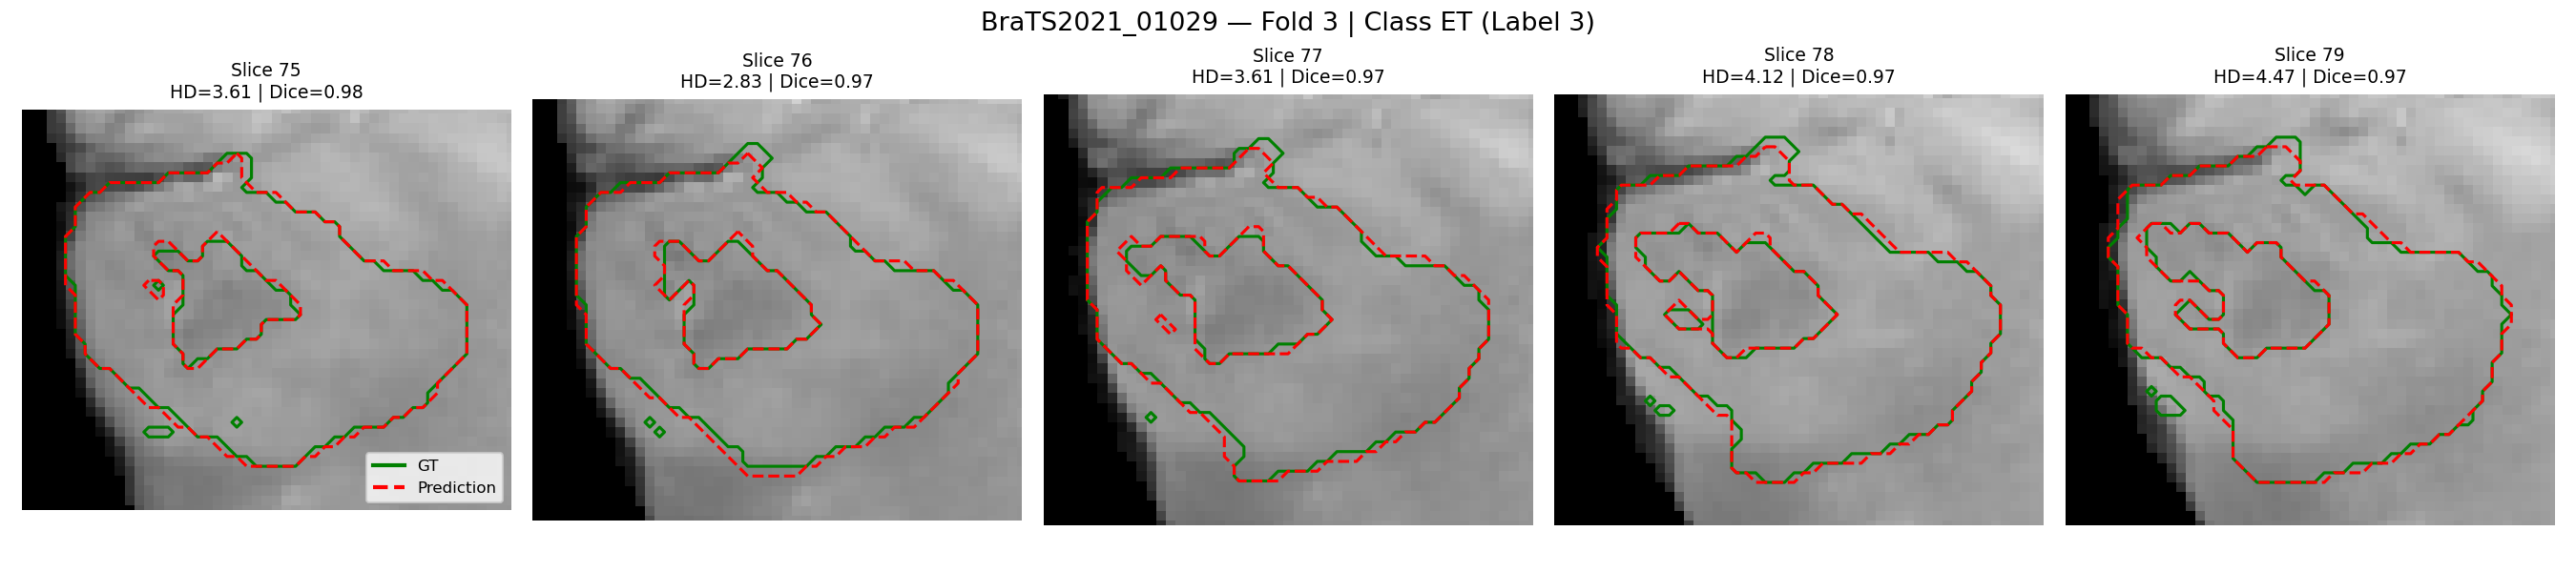 BraTS2021_01029 — Fold 3 | Class ET (Label 3)
Slice 75
HD=3.61 | Dice=0.98
Slice 76
HD=2.83 | Dice=0.97
Slice 77
HD=3.61 | Dice=0.97
Slice 78
HD=4.12 | Dice=0.97
Slice 79
HD=4.47 | Dice=0.97
GT
Prediction